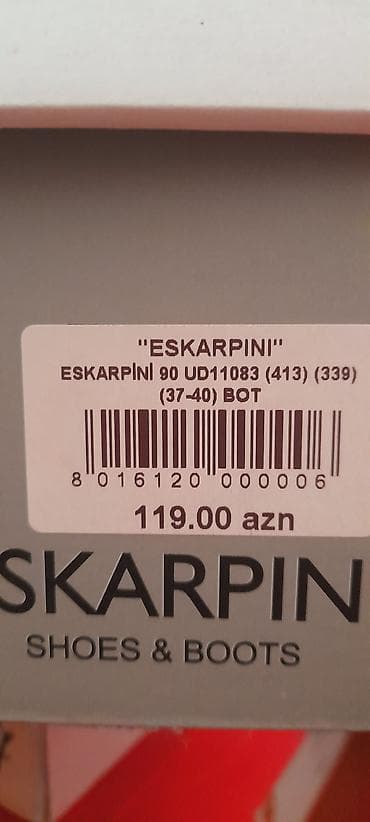 "ESKARPINI"
ESKARPİNİ 90 UD11083 (413) (339)
(37-40) BOT
8 016120 000006
119.00 azn
SKARPIN
SHOES & BOOTS